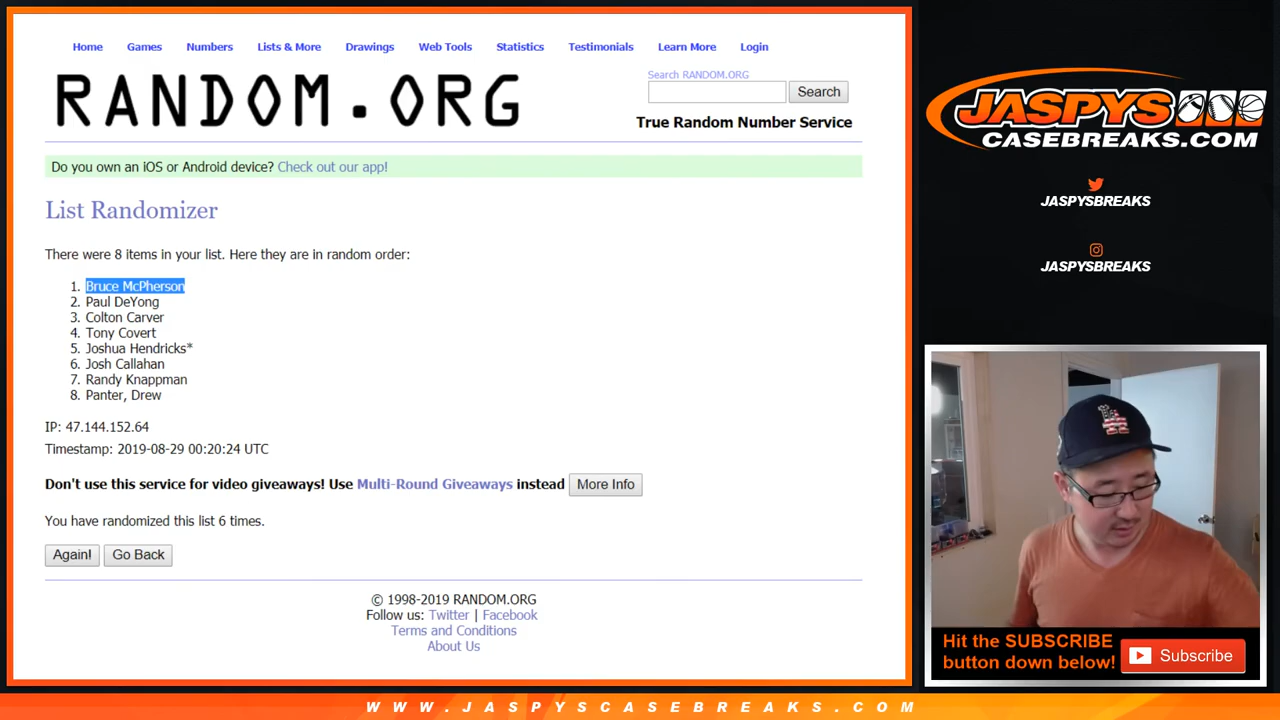 Home Games Numbers Lists & More Drawings Web Tools Statistics Testimonials Learn More Login
RANDOM.ORG
Search RANDOM.ORG
Search
True Random Number Service
Do you own an iOS or Android device? Check out our app!
List Randomizer
There were 8 items in your list. Here they are in random order:
1. Bruce McPherson
2. Paul DeYong
3. Colton Carver
4. Tony Covert
5. Joshua Hendricks*
6. Josh Callahan
7. Randy Knappman
8. Panter, Drew
IP: 47.144.152.64
Timestamp: 2019-08-29 00:20:24 UTC
Don't use this service for video giveaways! Use Multi-Round Giveaways instead More Info
You have randomized this list 6 times.
Again! Go Back
© 1998-2019 RANDOM.ORG
Follow us: Twitter | Facebook
Terms and Conditions
About Us
JASPYS
CASEBREAKS.COM
JASPYSBREAKS
JASPYSBREAKS
LA
Hit the SUBSCRIBE
button down below!
Subscribe
WWW.JASPYSCASEBREAKS.COM